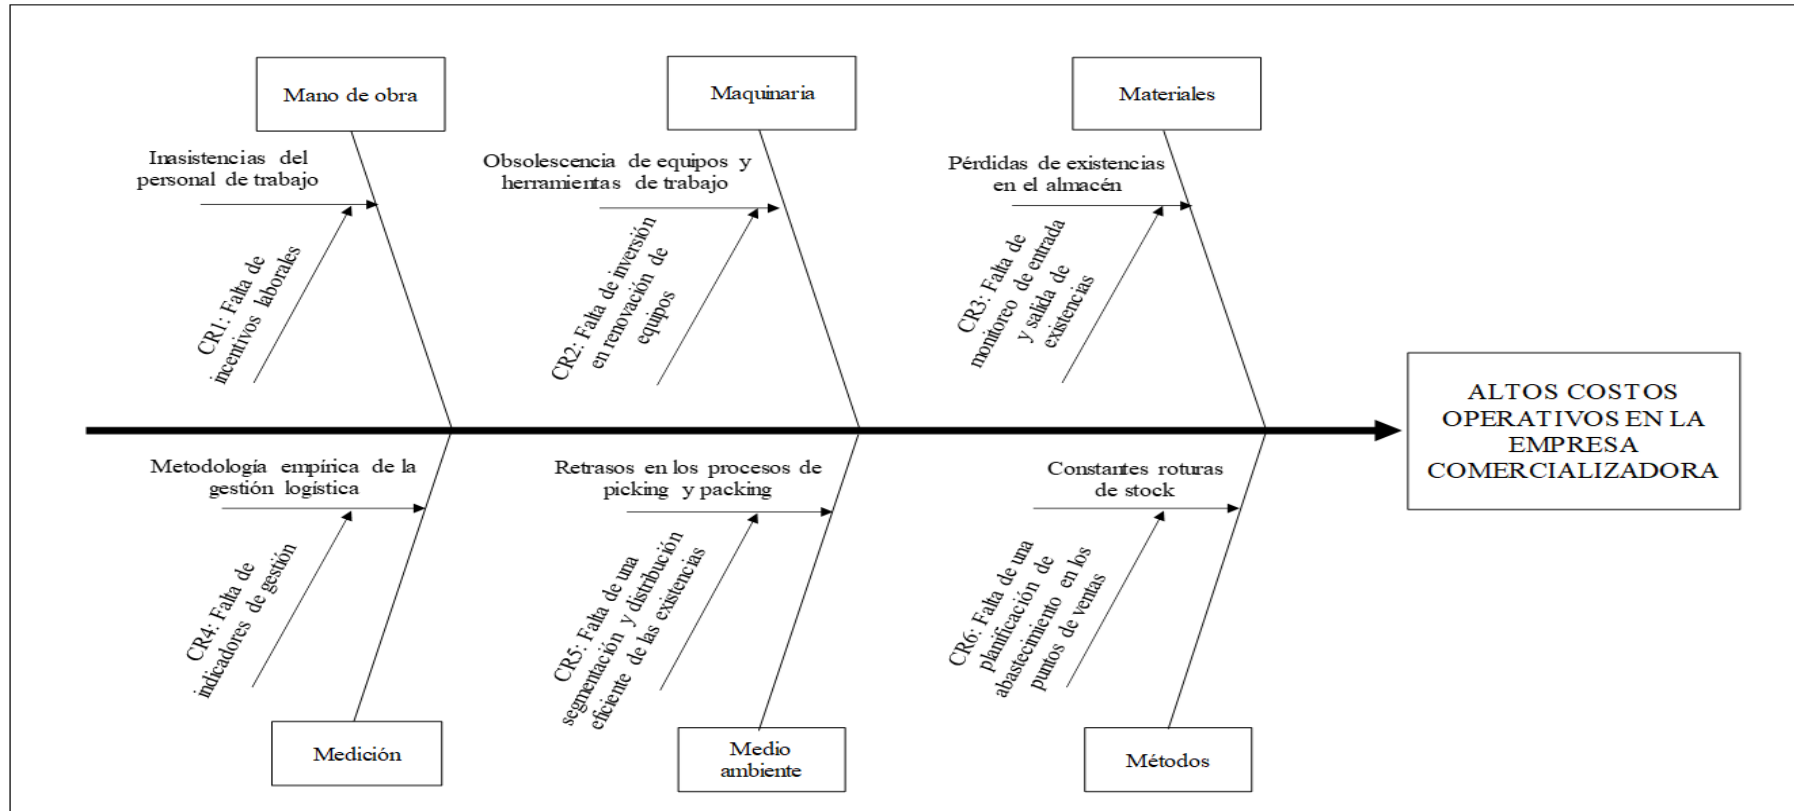 Mano de obra
Maquinaria
Materiales
Inasistencias del
personal de trabajo
CR1: Falta de
incentivos laborales
Obsolescencia de equipos y
herramientas de trabajo
CR2: Falta de inversión
en renovación de
equipos
Pérdidas de existencias
en el almacén
CR3: Falta de
monitoreo de entrada
y salida de
existencias
ALTOS COSTOS
OPERATIVOS EN LA
EMPRESA
COMERCIALIZADORA
Metodología empírica de la
gestión logística
CR4: Falta de
indicadores de gestión
Retrasos en los procesos de
picking y packing
CR5: Falta de una
segmentación y distribución
eficiente de las existencias
Constantes roturas
de stock
CR6: Falta de una
planificación de
abastecimiento en los
puntos de ventas
Medición
Medio
ambiente
Métodos